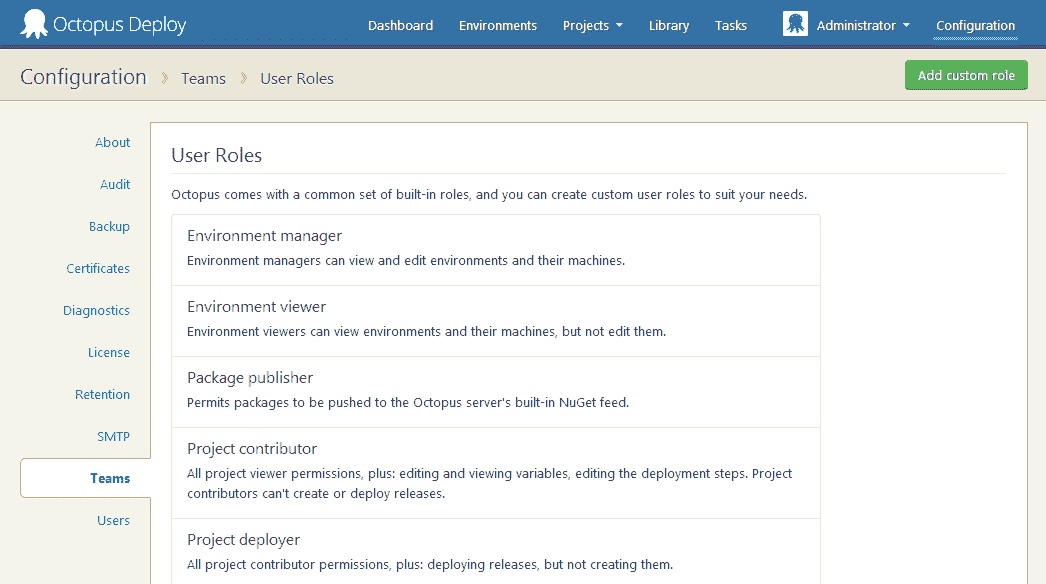 Octopus Deploy
Dashboard Environments Projects Library Tasks Administrator Configuration
Configuration Teams User Roles
Add custom role
About
Audit
Backup
Certificates
Diagnostics
License
Retention
SMTP
Teams
Users
User Roles
Octopus comes with a common set of built-in roles, and you can create custom user roles to suit your needs.
Environment manager
Environment managers can view and edit environments and their machines.
Environment viewer
Environment viewers can view environments and their machines, but not edit them.
Package publisher
Permits packages to be pushed to the Octopus server's built-in NuGet feed.
Project contributor
All project viewer permissions, plus: editing and viewing variables, editing the deployment steps. Project
contributors can't create or deploy releases.
Project deployer
All project contributor permissions, plus: deploying releases, but not creating them.